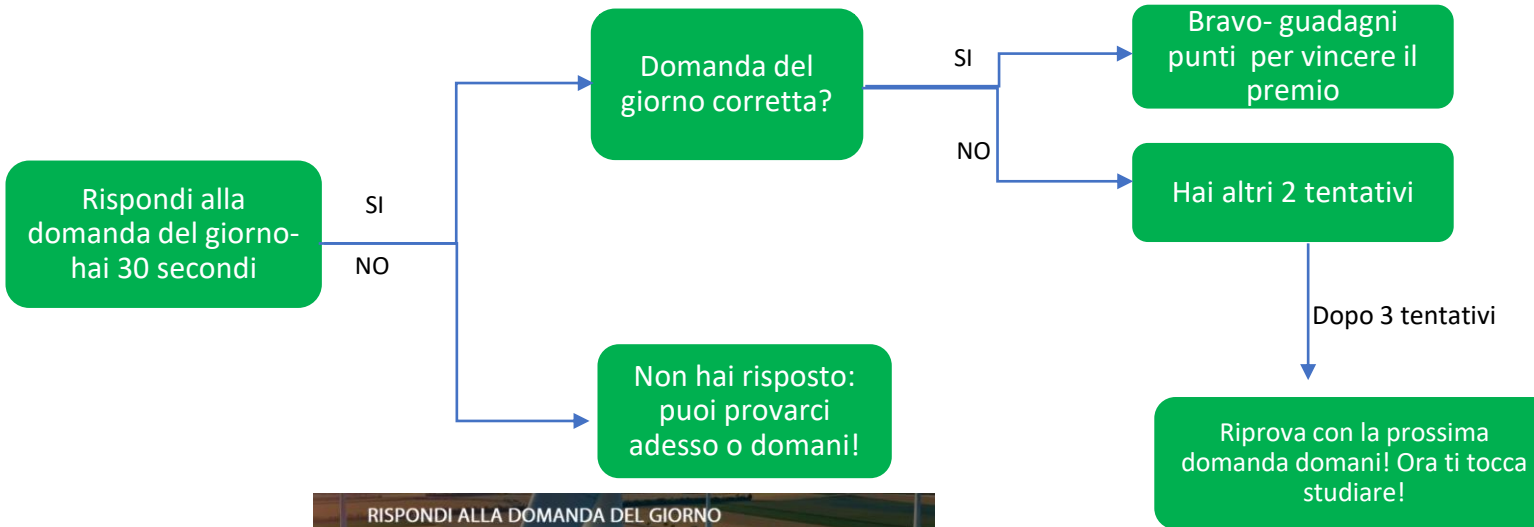 Rispondi alla
domanda del giorno-
hai 30 secondi
SI
NO
Domanda del
giorno corretta?
SI
NO
Bravo- guadagni
punti per vincere il
premio
Hai altri 2 tentativi
Dopo 3 tentativi
Riprova con la prossima
domanda domani! Ora ti tocca
studiare!
Non hai risposto:
puoi provarci
adesso o domani!
RISPONDI ALLA DOMANDA DEL GIORNO